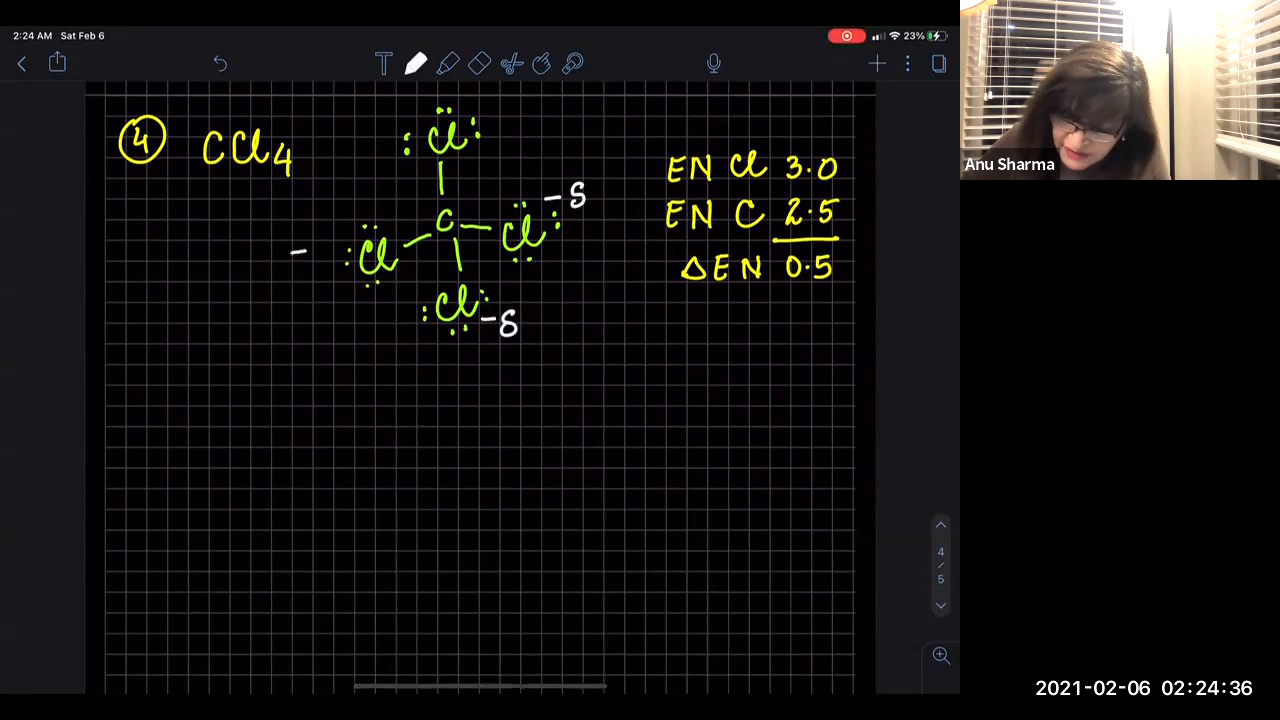 2:24 AM Sat Feb 6
23%
T
Anu Sharma
4 CCl4
Cl
Cl C Cl -δ
Cl -δ
-
EN Cl 3.0
EN C 2.5
ΔEN 0.5
4
/
5
2021-02-06 02:24:36